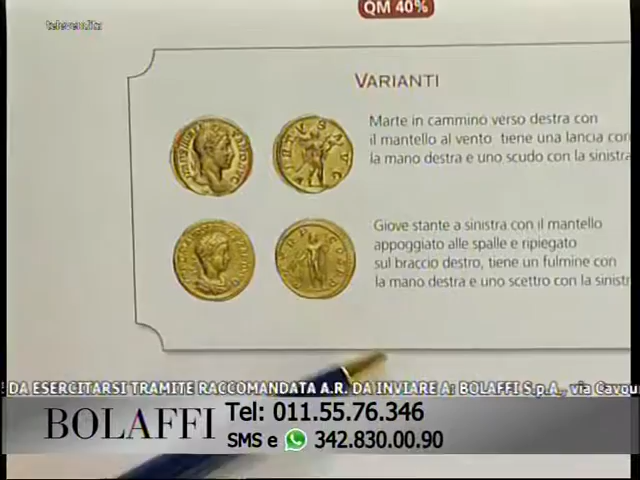 televendita
QM 40%
VARIANTI
Marte in cammino verso destra con
il mantello al vento tiene una lancia con
la mano destra e uno scudo con la sinistra
Giove stante a sinistra con il mantello
appoggiato alle spalle e ripiegato
sul braccio destro, tiene un fulmine con
la mano destra e uno scettro con la sinistr
DA ESERCITARSI TRAMITE RACCOMANDATA A.R. DA INVIARE A: BOLAFFI S.p.A., via Cavou
BOLAFFI
Tel: 011.55.76.346
SMS e 342.830.00.90